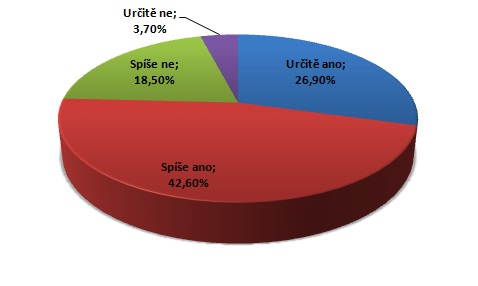 Určitě ne;
3,70%
Určitě ano;
26,90%
Spíše ne;
18,50%
Spíše ano;
42,60%